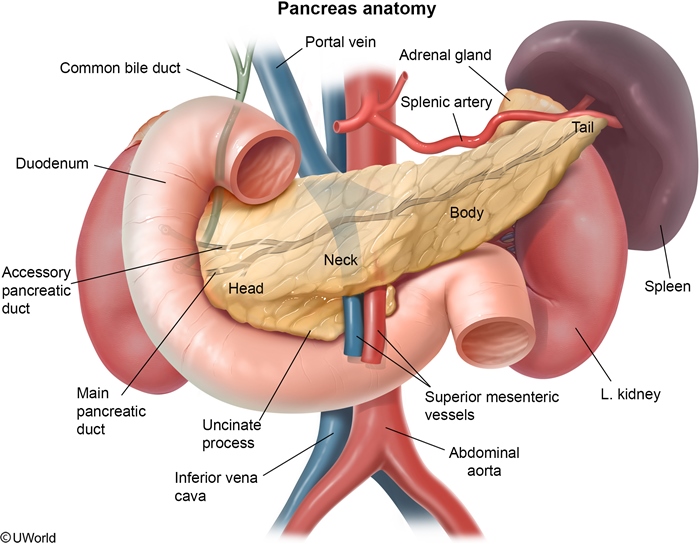 Pancreas anatomy
Portal vein
Common bile duct
Adrenal gland
Splenic artery
Tail
Duodenum
Body
Accessory
pancreatic
duct
Neck
Head
Spleen
Main
pancreatic
duct
Uncinate
process
Superior mesenteric
vessels
L. kidney
Inferior vena
cava
Abdominal
aorta
©UWorld